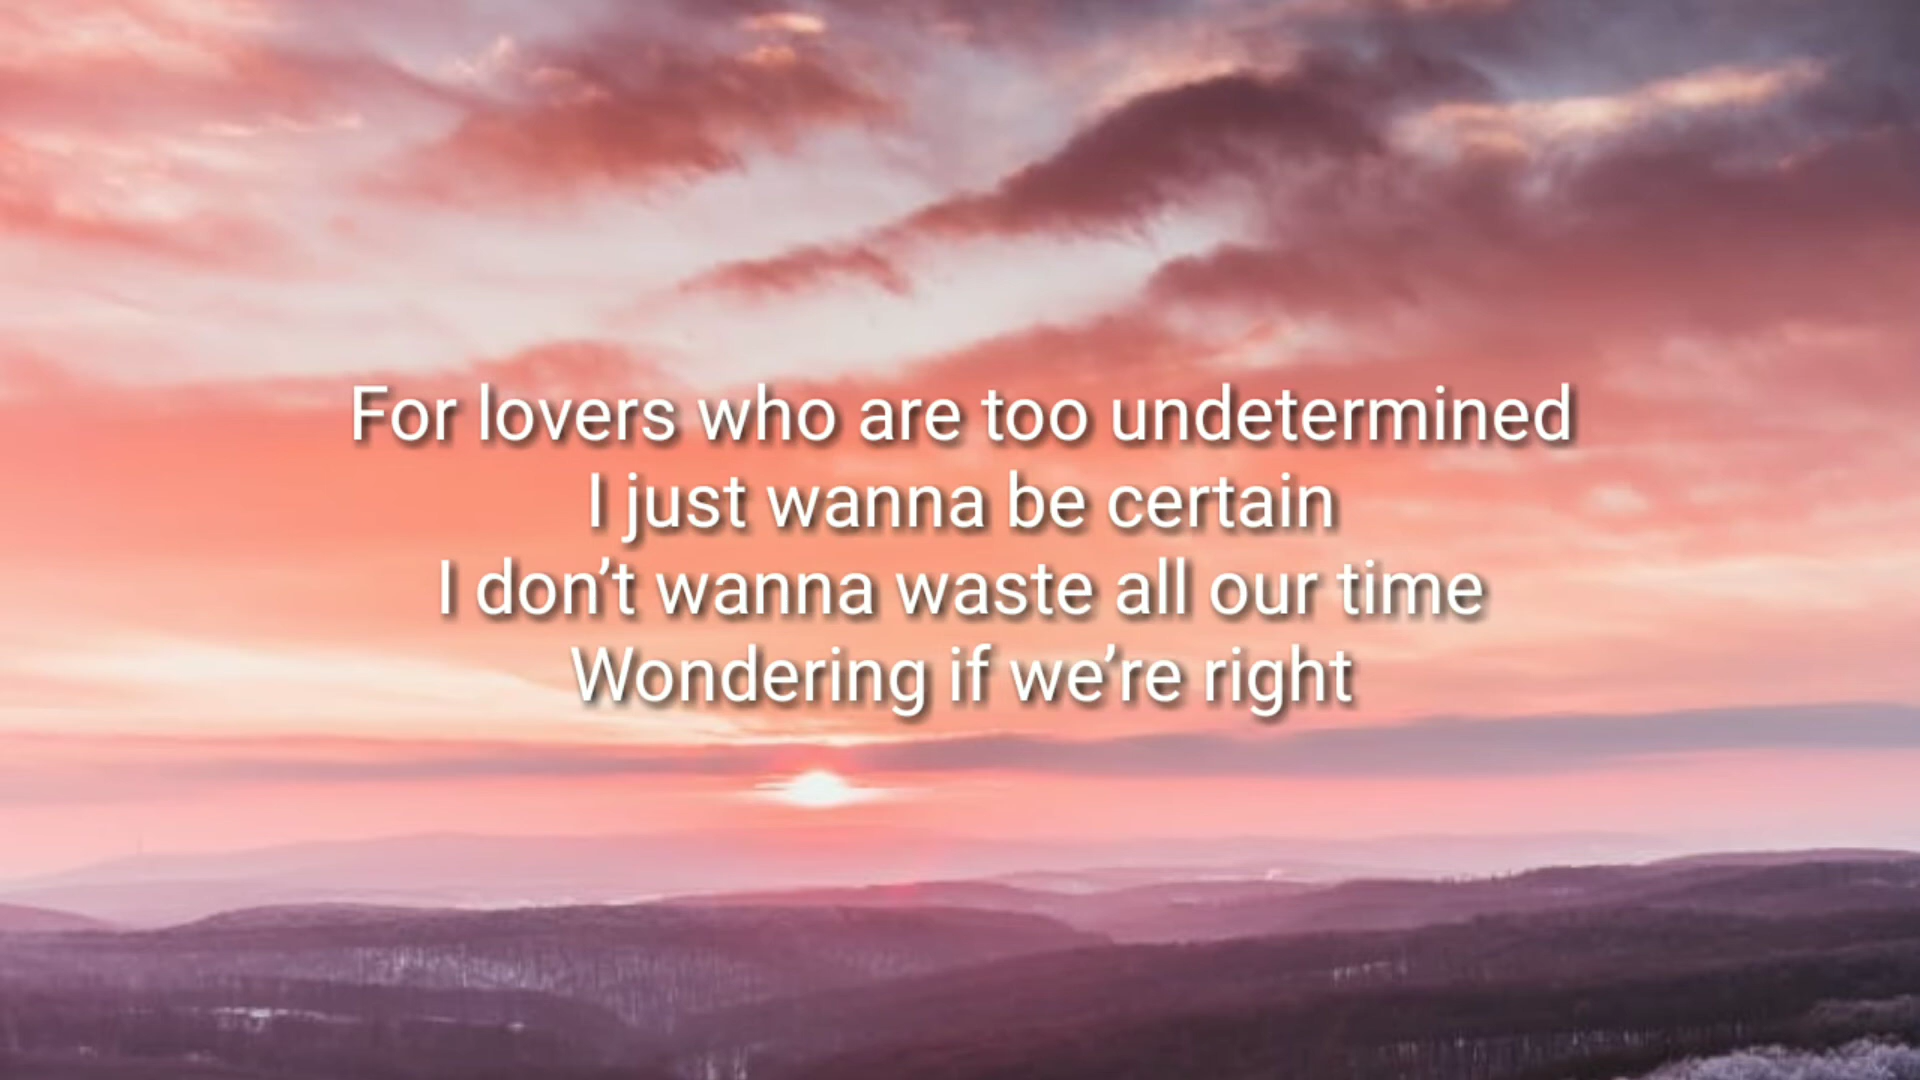 For lovers who are too undetermined
I just wanna be certain
I don’t wanna waste all our time
Wondering if we’re right